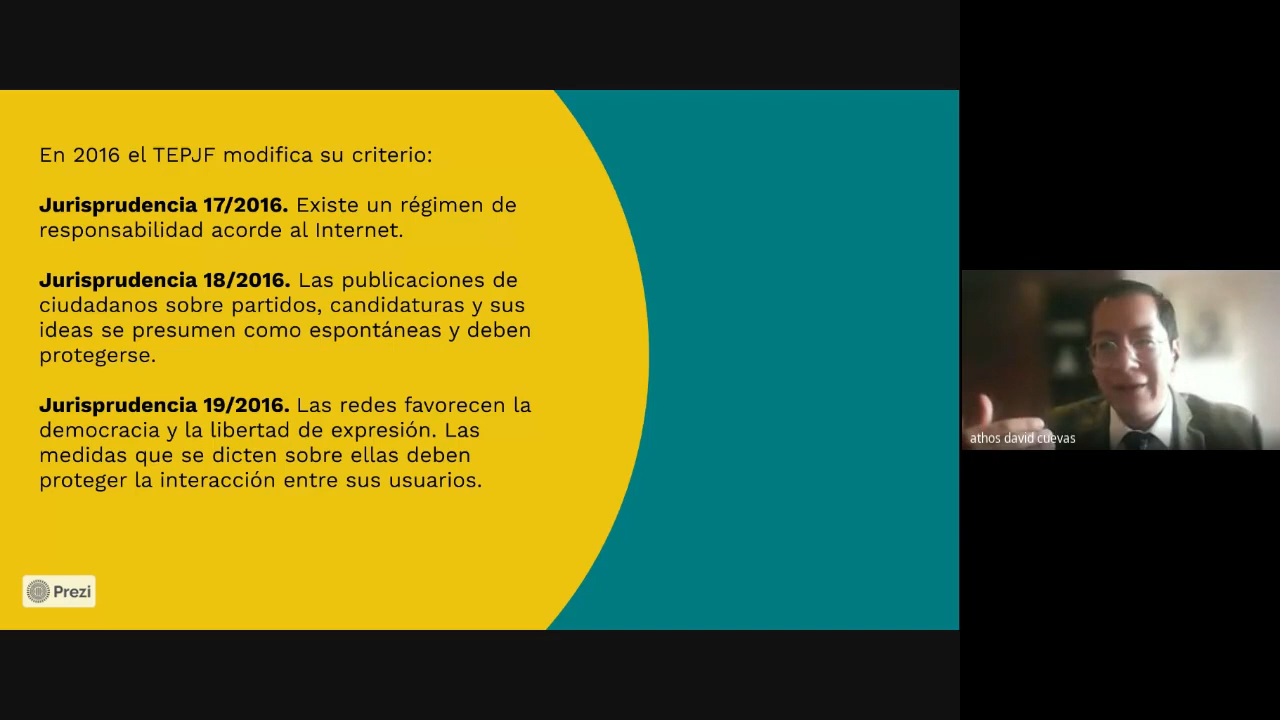 En 2016 el TEPJF modifica su criterio:
Jurisprudencia 17/2016. Existe un régimen de
responsabilidad acorde al Internet.
Jurisprudencia 18/2016. Las publicaciones de
ciudadanos sobre partidos, candidaturas y sus
ideas se presumen como espontáneas y deben
protegerse.
Jurisprudencia 19/2016. Las redes favorecen la
democracia y la libertad de expresión. Las
medidas que se dicten sobre ellas deben
proteger la interacción entre sus usuarios.
Prezi
athos david cuevas